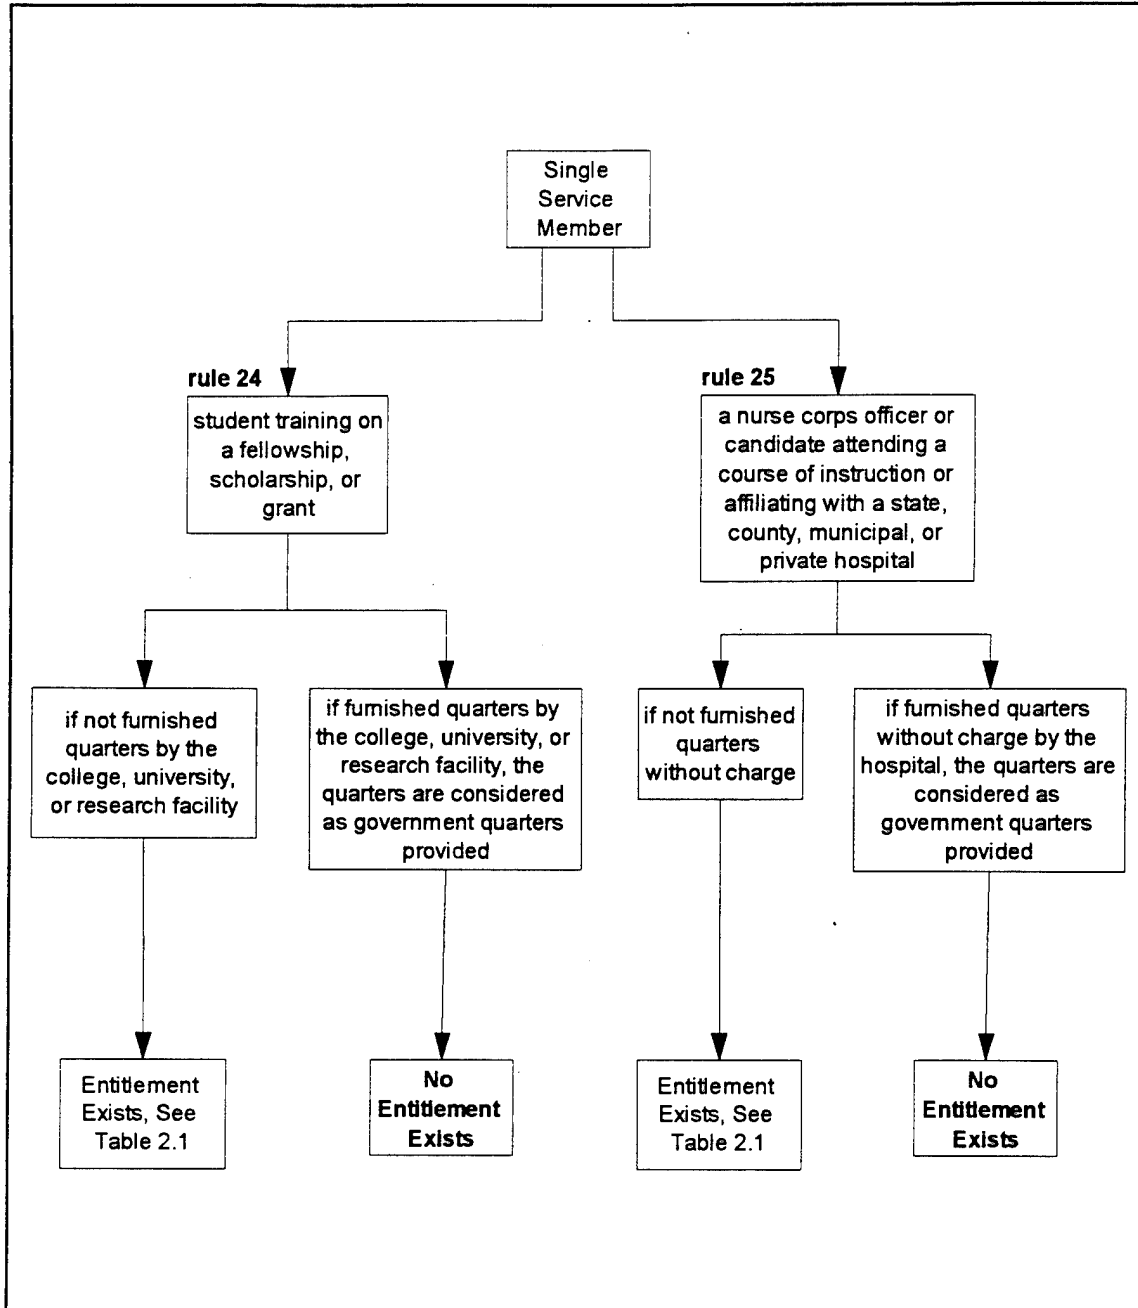 Single
Service
Member
rule 24
student training on
a fellowship,
scholarship, or
grant
rule 25
a nurse corps officer or
candidate attending a
course of instruction or
affiliating with a state,
county, municipal, or
private hospital
if not furnished
quarters by the
college, university,
or research facility
if furnished quarters by
the college, university, or
research facility, the
quarters are considered
as government quarters
provided
if not furnished
quarters
without charge
if furnished quarters
without charge by the
hospital, the quarters are
considered as
government quarters
provided
Entitlement
Exists, See
Table 2.1
No
Entitlement
Exists
Entitlement
Exists, See
Table 2.1
No
Entitlement
Exists